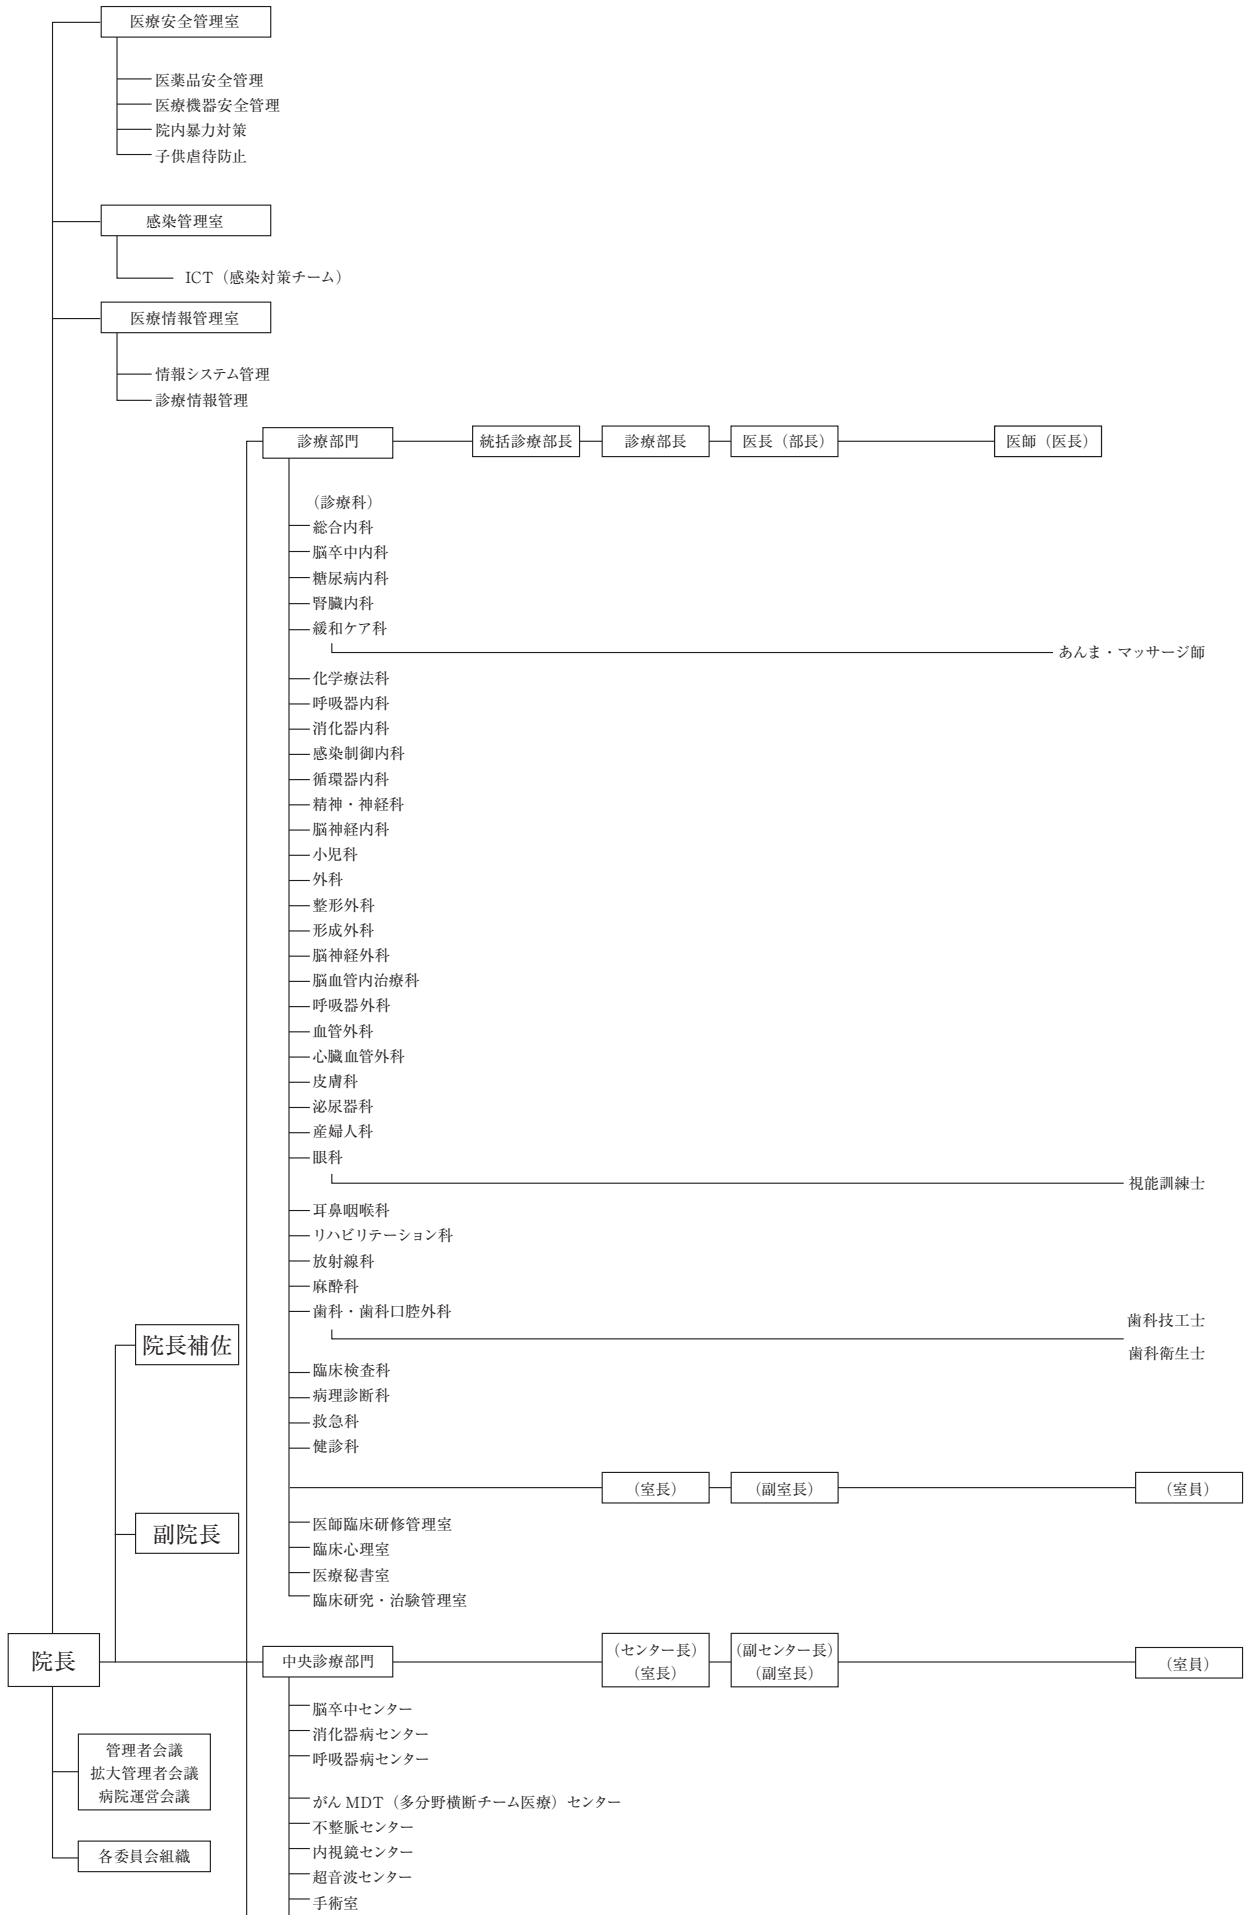 医療安全管理室
医薬品安全管理
医療機器安全管理
院内暴力対策
子供虐待防止
感染管理室
ICT（感染対策チーム）
医療情報管理室
情報システム管理
診療情報管理
診療部門
統括診療部長
診療部長
医長（部長）
医師（医長）
（診療科）
総合内科
脳卒中内科
糖尿病内科
腎臓内科
緩和ケア科
あんま・マッサージ師
化学療法科
呼吸器内科
消化器内科
感染制御内科
循環器内科
精神・神経科
脳神経内科
小児科
外科
整形外科
形成外科
脳神経外科
脳血管内治療科
呼吸器外科
血管外科
心臓血管外科
皮膚科
泌尿器科
産婦人科
眼科
視能訓練士
耳鼻咽喉科
リハビリテーション科
放射線科
麻酔科
歯科・歯科口腔外科
歯科技工士
歯科衛生士
院長補佐
臨床検査科
病理診断科
救急科
健診科
（室長）
（副室長）
（室員）
副院長
医師臨床研修管理室
臨床心理室
医療秘書室
臨床研究・治験管理室
院長
中央診療部門
（センター長）
（室長）
（副センター長）
（副室長）
（室員）
脳卒中センター
消化器病センター
呼吸器病センター
がん MDT（多分野横断チーム医療）センター
不整脈センター
内視鏡センター
超音波センター
手術室
管理者会議
拡大管理者会議
病院運営会議
各委員会組織